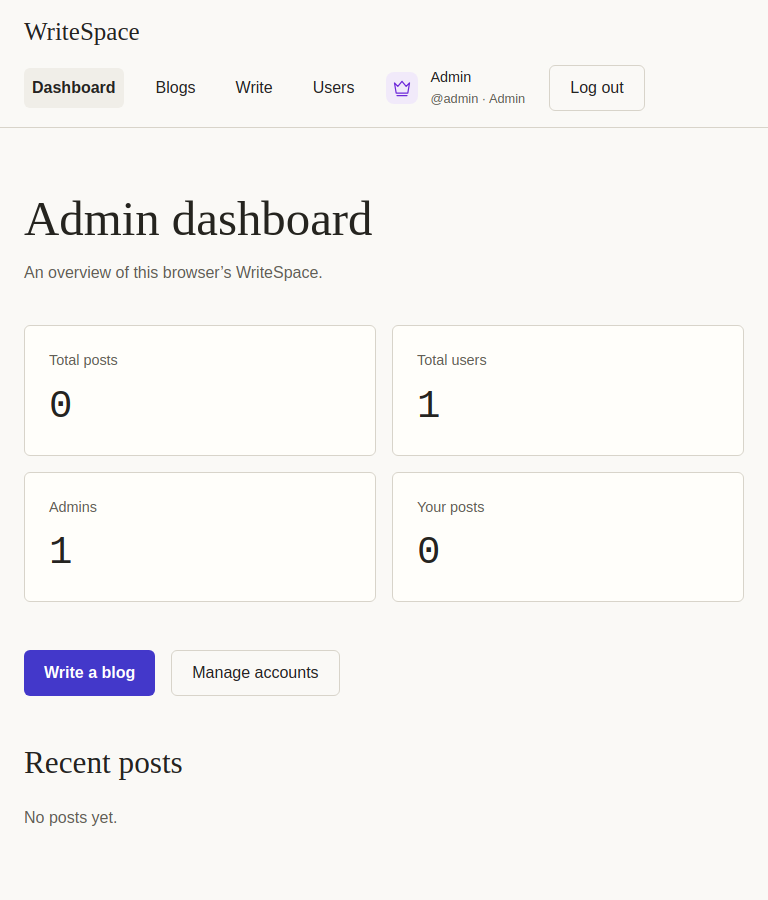 WriteSpace
Dashboard Blogs Write Users Admin @admin · Admin Log out
Admin dashboard
An overview of this browser’s WriteSpace.
Total posts
0
Total users
1
Admins
1
Your posts
0
Write a blog Manage accounts
Recent posts
No posts yet.